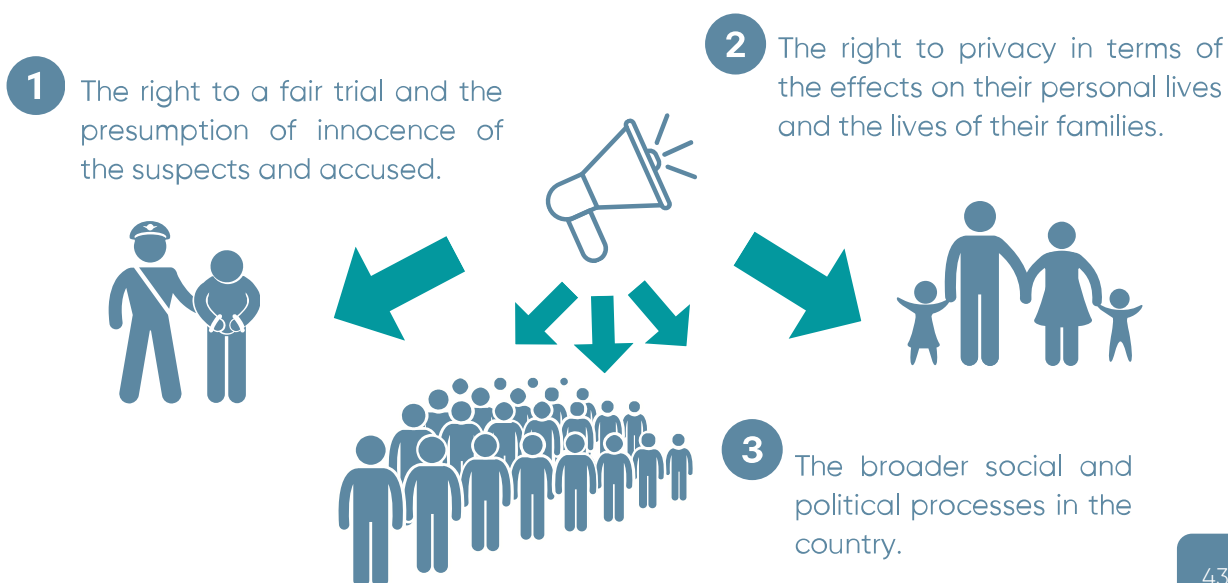 1
The right to a fair trial and the
presumption of innocence of
the suspects and accused.
2
The right to privacy in terms of
the effects on their personal lives
and the lives of their families.
3
The broader social and
political processes in the
country.
43